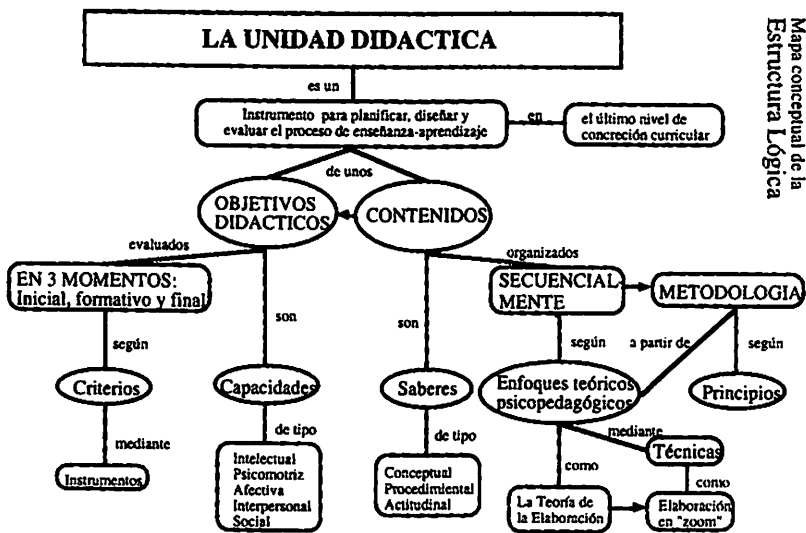 LA UNIDAD DIDACTICA
Mapa conceptual de la
Estructura Lógica
es un
Instrumento para planificar, diseñar y
evaluar el proceso de enseñanza-aprendizaje
en
el último nivel de
concreción curricular
de unos
OBJETIVOS
DIDACTICOS
CONTENIDOS
evaluados
organizados
EN 3 MOMENTOS:
Inicial, formativo y final
SECUENCIAL-
MENTE
METODOLOGIA
son
son
según
según
a partir de
según
Criterios
Capacidades
Saberes
Enfoques teóricos
psicopedagógicos
Principios
mediante
de tipo
de tipo
mediante
como
Técnicas
como
Instrumentos
Intelectual
Psicomotriz
Afectiva
Interpersonal
Social
Conceptual
Procedimental
Actitudinal
La Teoría de
la Elaboración
Elaboración
en "zoom"